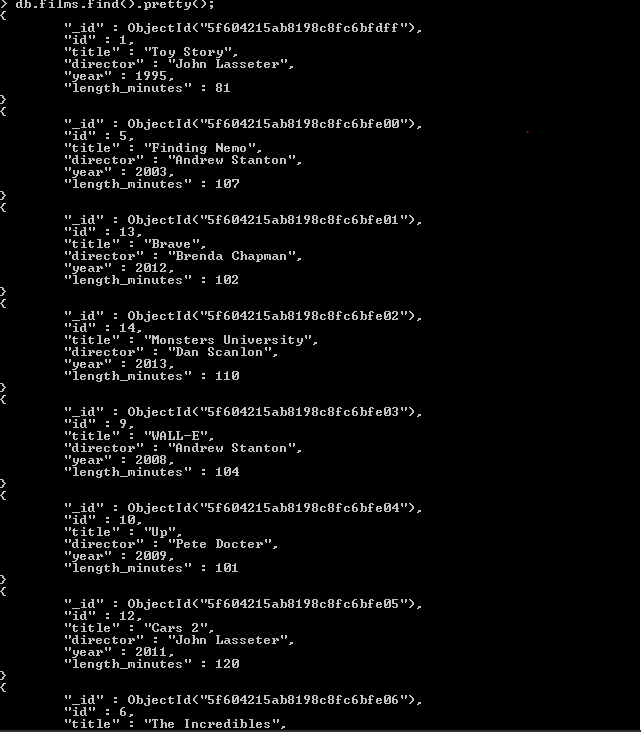 > db.films.find().pretty();
{
"_id" : ObjectId("5f604215ab8198c8fc6bfdff"),
"id" : 1,
"title" : "Toy Story",
"director" : "John Lasseter",
"year" : 1995,
"length_minutes" : 81
}
{
"_id" : ObjectId("5f604215ab8198c8fc6bfe00"),
"id" : 5,
"title" : "Finding Nemo",
"director" : "Andrew Stanton",
"year" : 2003,
"length_minutes" : 107
}
{
"_id" : ObjectId("5f604215ab8198c8fc6bfe01"),
"id" : 13,
"title" : "Brave",
"director" : "Brenda Chapman",
"year" : 2012,
"length_minutes" : 102
}
{
"_id" : ObjectId("5f604215ab8198c8fc6bfe02"),
"id" : 14,
"title" : "Monsters University",
"director" : "Dan Scanlon",
"year" : 2013,
"length_minutes" : 110
}
{
"_id" : ObjectId("5f604215ab8198c8fc6bfe03"),
"id" : 9,
"title" : "WALL-E",
"director" : "Andrew Stanton",
"year" : 2008,
"length_minutes" : 104
}
{
"_id" : ObjectId("5f604215ab8198c8fc6bfe04"),
"id" : 10,
"title" : "Up",
"director" : "Pete Docter",
"year" : 2009,
"length_minutes" : 101
}
{
"_id" : ObjectId("5f604215ab8198c8fc6bfe05"),
"id" : 12,
"title" : "Cars 2",
"director" : "John Lasseter",
"year" : 2011,
"length_minutes" : 120
}
{
"_id" : ObjectId("5f604215ab8198c8fc6bfe06"),
"id" : 6,
"title" : "The Incredibles",